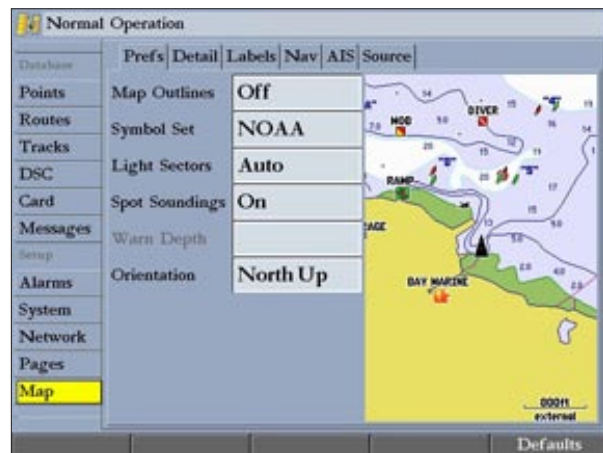 Normal Operation
Prefs Detail Labels Nav AIS Source
Database
Points
Routes
Tracks
DSC
Card
Messages
Setup
Alarms
System
Network
Pages
Map
Map Outlines Off
Symbol Set NOAA
Light Sectors Auto
Spot Soundings On
Warn Depth
Orientation North Up
DIVER
MOB
RAMP
BAY MARINE
external
Defaults